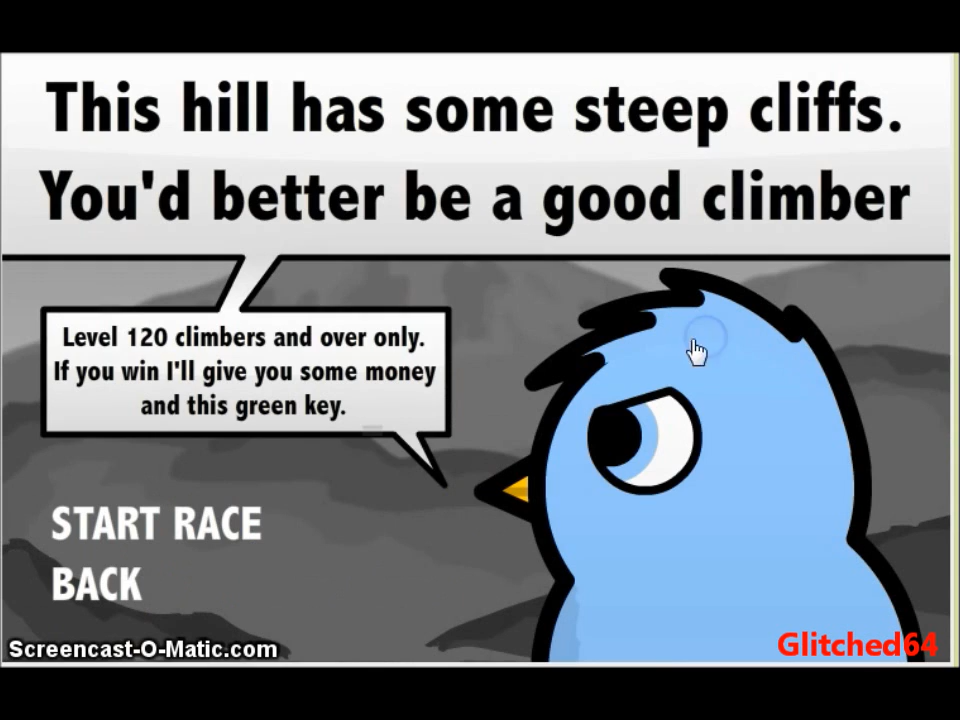 This hill has some steep cliffs.
You'd better be a good climber
Level 120 climbers and over only.
If you win I'll give you some money
and this green key.
START RACE
BACK
Screencast-O-Matic.com
Glitched64